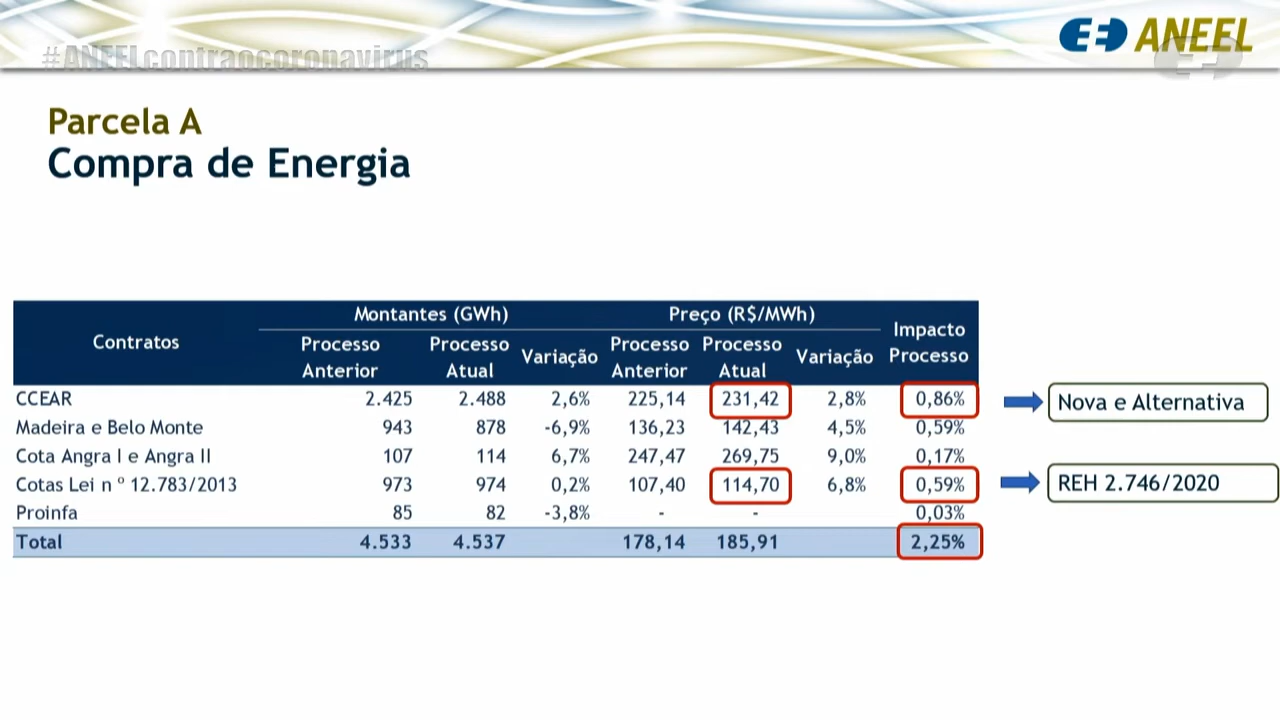 #ANEELcontraocoronavirus
ANEEL
Parcela A
Compra de Energia
Contratos Montantes (GWh) Preço (R$/MWh) Impacto Processo
Processo Anterior Processo Atual Variação Processo Anterior Processo Atual Variação
CCEAR 2.425 2.488 2,6% 225,14 231,42 2,8% 0,86% Nova e Alternativa
Madeira e Belo Monte 943 878 -6,9% 136,23 142,43 4,5% 0,59%
Cota Angra I e Angra II 107 114 6,7% 247,47 269,75 9,0% 0,17%
Cotas Lei n º 12.783/2013 973 974 0,2% 107,40 114,70 6,8% 0,59% REH 2.746/2020
Proinfa 85 82 -3,8% - - 0,03%
Total 4.533 4.537 178,14 185,91 2,25%